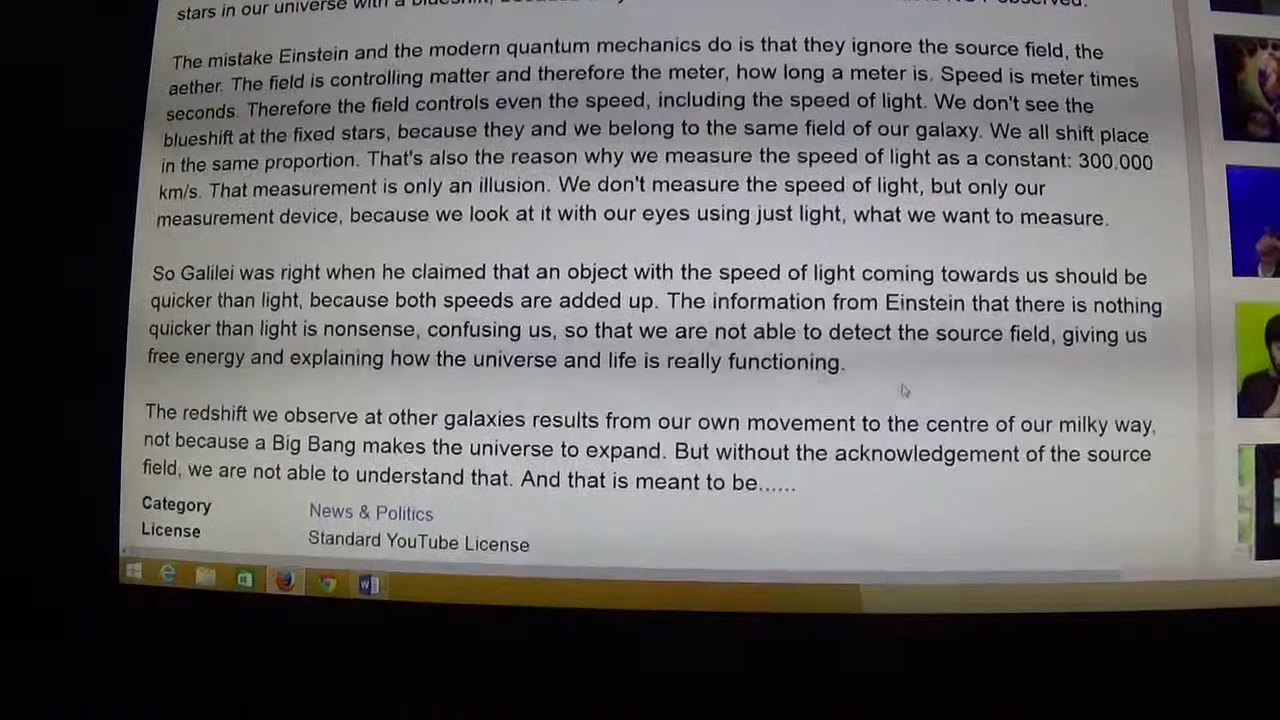 stars in our universe with a blueshift,
The mistake Einstein and the modern quantum mechanics do is that they ignore the source field, the
aether. The field is controlling matter and therefore the meter, how long a meter is. Speed is meter times
seconds. Therefore the field controls even the speed, including the speed of light. We don't see the
blueshift at the fixed stars, because they and we belong to the same field of our galaxy. We all shift place
in the same proportion. That's also the reason why we measure the speed of light as a constant: 300.000
km/s. That measurement is only an illusion. We don't measure the speed of light, but only our
measurement device, because we look at it with our eyes using just light, what we want to measure.
So Galilei was right when he claimed that an object with the speed of light coming towards us should be
quicker than light, because both speeds are added up. The information from Einstein that there is nothing
quicker than light is nonsense, confusing us, so that we are not able to detect the source field, giving us
free energy and explaining how the universe and life is really functioning.
The redshift we observe at other galaxies results from our own movement to the centre of our milky way,
not because a Big Bang makes the universe to expand. But without the acknowledgement of the source
field, we are not able to understand that. And that is meant to be......
Category News & Politics
License Standard YouTube License